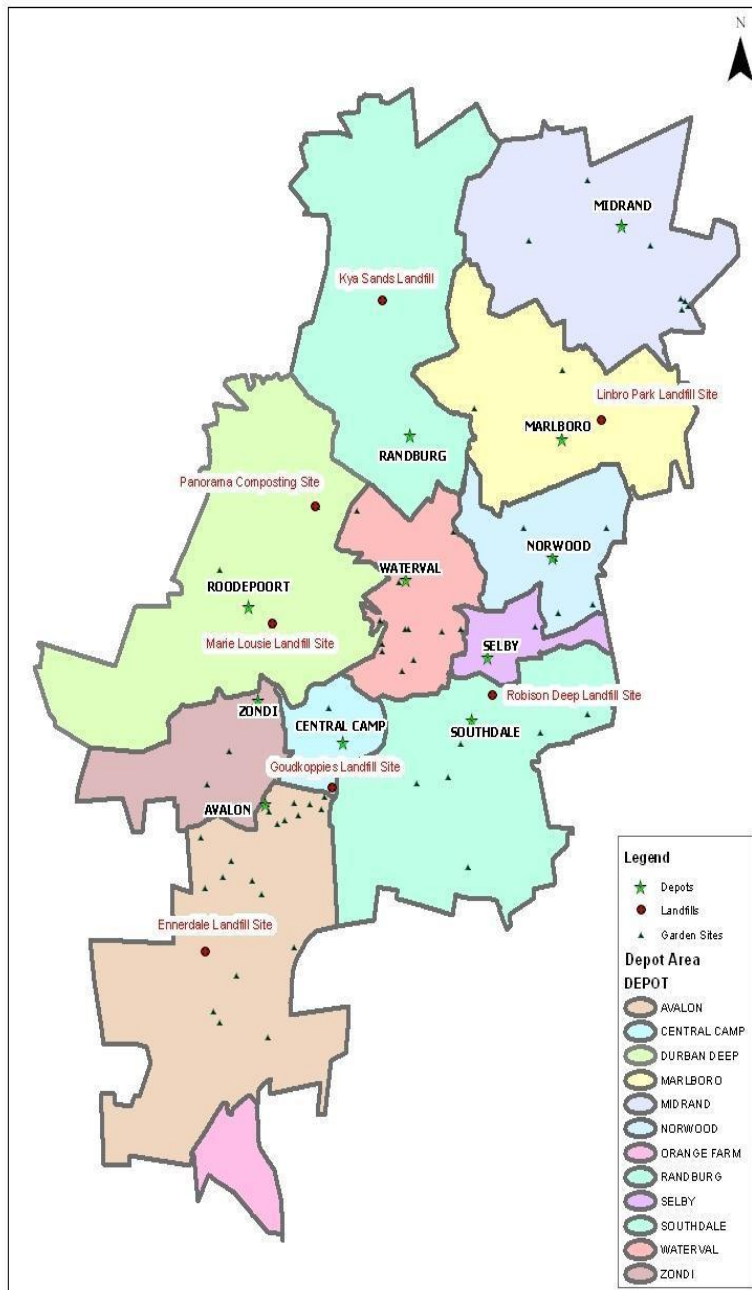 N
MIDRAND
Kya Sands Landfill
Linbro Park Landfill Site
MARLBORO
RANDBURG
Panorama Composting Site
NORWOOD
WATERVAL
ROODEPOORT
Marie Lousie Landfill Site
SELBY
Robison Deep Landfill Site
ZONDI
CENTRAL CAMP
SOUTHDALE
Goudkoppies Landfill Site
AVALON
Ennerdale Landfill Site
Legend
Depots
Landfills
Garden Sites
Depot Area
DEPOT
AVALON
CENTRAL CAMP
DURBAN DEEP
MARLBORO
MIDRAND
NORWOOD
ORANGE FARM
RANDBURG
SELBY
SOUTHDALE
WATERVAL
ZONDI